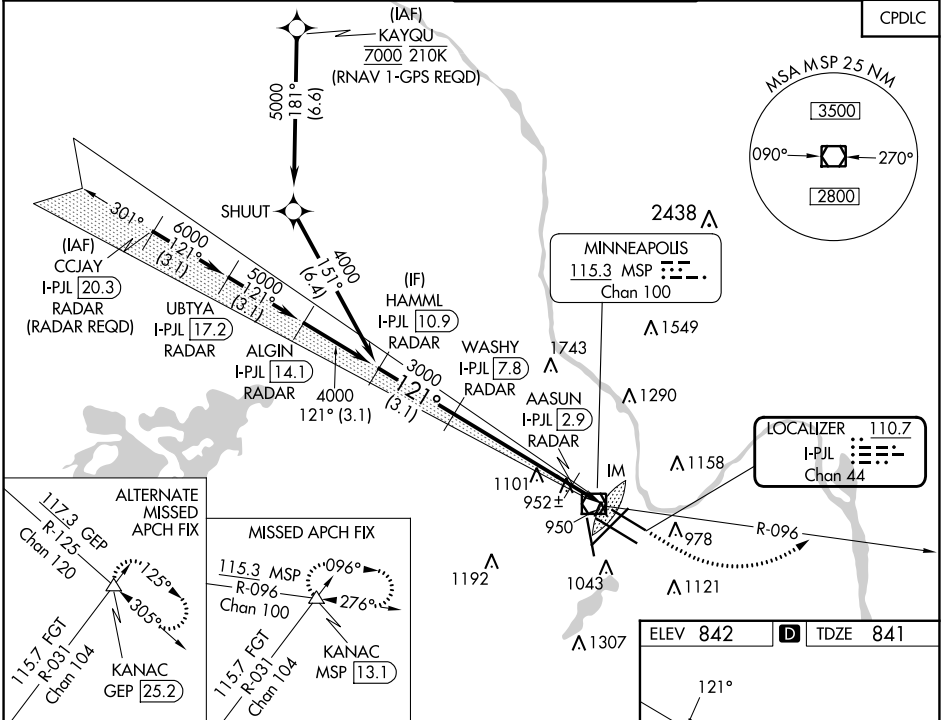 CPDLC
(IAF)
KAYQU
7000 210K
(RNAV 1-GPS REQD)
5000
181°
(6.6)
SHUUT
MSA MSP 25 NM
3500
090°
270°
2800
2438
MINNEAPOLIS
115.3 MSP
Chan 100
301°
6000
121°
(3.1)
5000
121°
(3.1)
4000
151°
(6.4)
(IAF)
CCJAY
I-PJL 20.3
RADAR
(RADAR REQD)
UBTYA
I-PJL 17.2
RADAR
ALGIN
I-PJL 14.1
RADAR
4000
121° (3.1)
(IF)
HAMML
I-PJL 10.9
RADAR
3000
121°
(3.1)
WASHY
I-PJL 7.8
RADAR
AASUN
I-PJL 2.9
RADAR
1549
1743
1290
LOCALIZER 110.7
I-PJL
Chan 44
1158
IM
1101
952±
950
978
R-096
1192
1043
1121
1307
ALTERNATE
MISSED
APCH FIX
117.3 GEP
R-125
Chan 120
125°
305°
115.7 FGT
R-031
Chan 104
KANAC
GEP 25.2
MISSED APCH FIX
115.3 MSP
R-096
Chan 100
096°
276°
115.7 FGT
R-031
Chan 104
KANAC
MSP 13.1
ELEV 842 D TDZE 841
121°